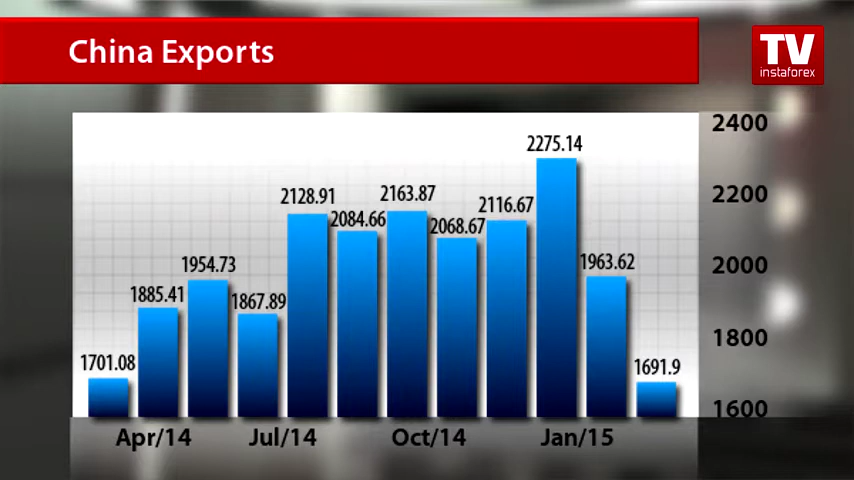 China Exports
TV
instaforex
2400
2200
2000
1800
1600
1701.08
1885.41
1954.73
1867.89
2128.91
2084.66
2163.87
2068.67
2116.67
2275.14
1963.62
1691.9
Apr/14
Jul/14
Oct/14
Jan/15